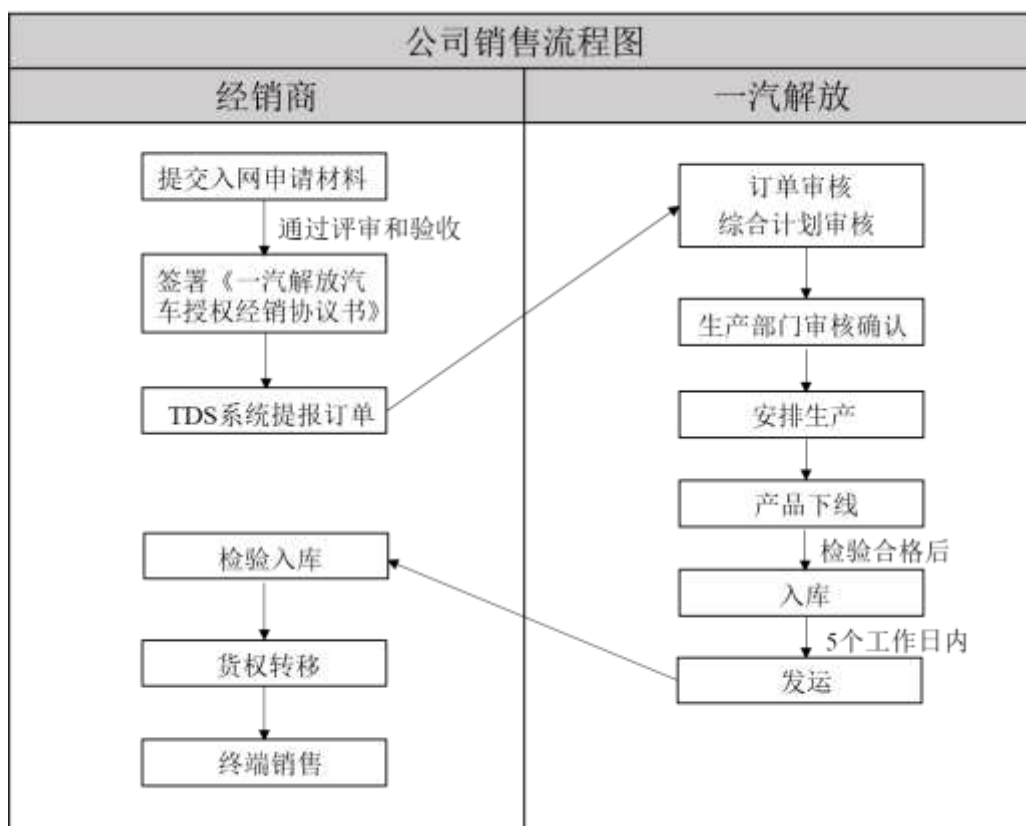 公司销售流程图
经销商
一汽解放
提交入网申请材料
通过评审和验收
签署《一汽解放汽
车授权经销协议书》
TDS系统提报订单
订单审核
综合计划审核
生产部门审核确认
安排生产
产品下线
检验合格后
入库
5个工作日内
发运
检验入库
货权转移
终端销售